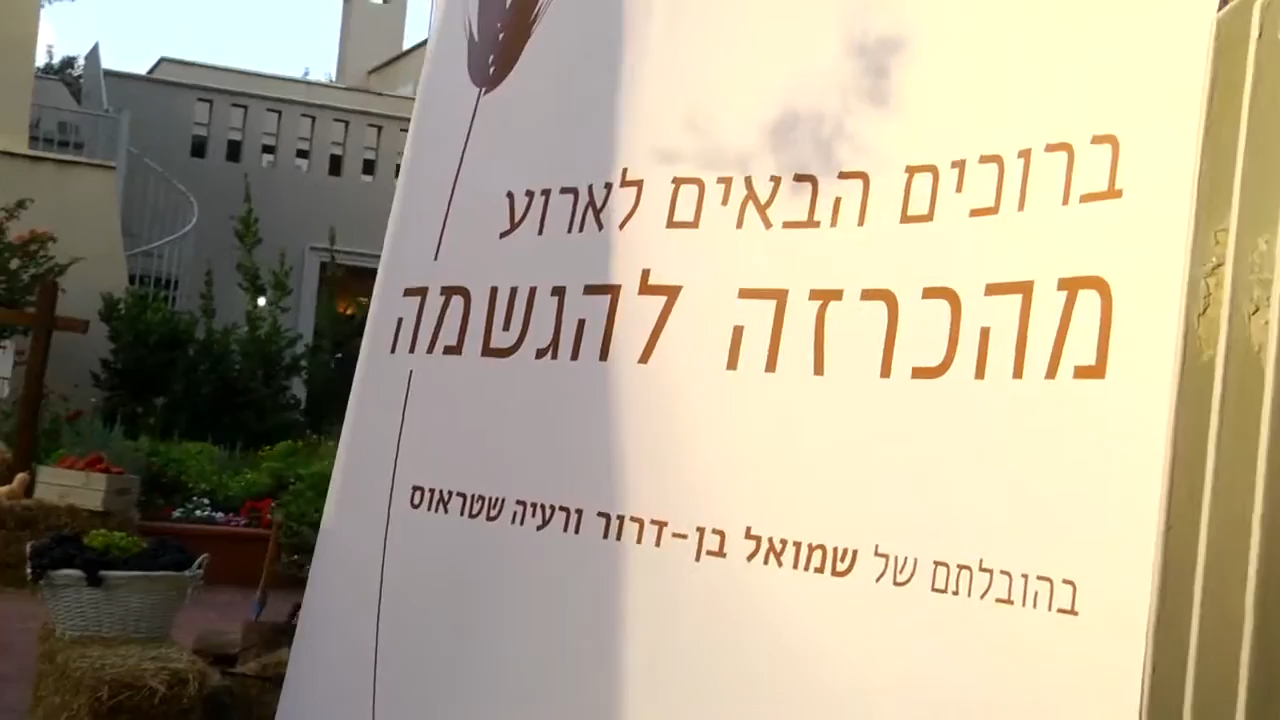 ברוכים הבאים לארוע
מהכרזה להגשמה
בהובלתם של שמואל בן-דרור ורעיה שטראוס